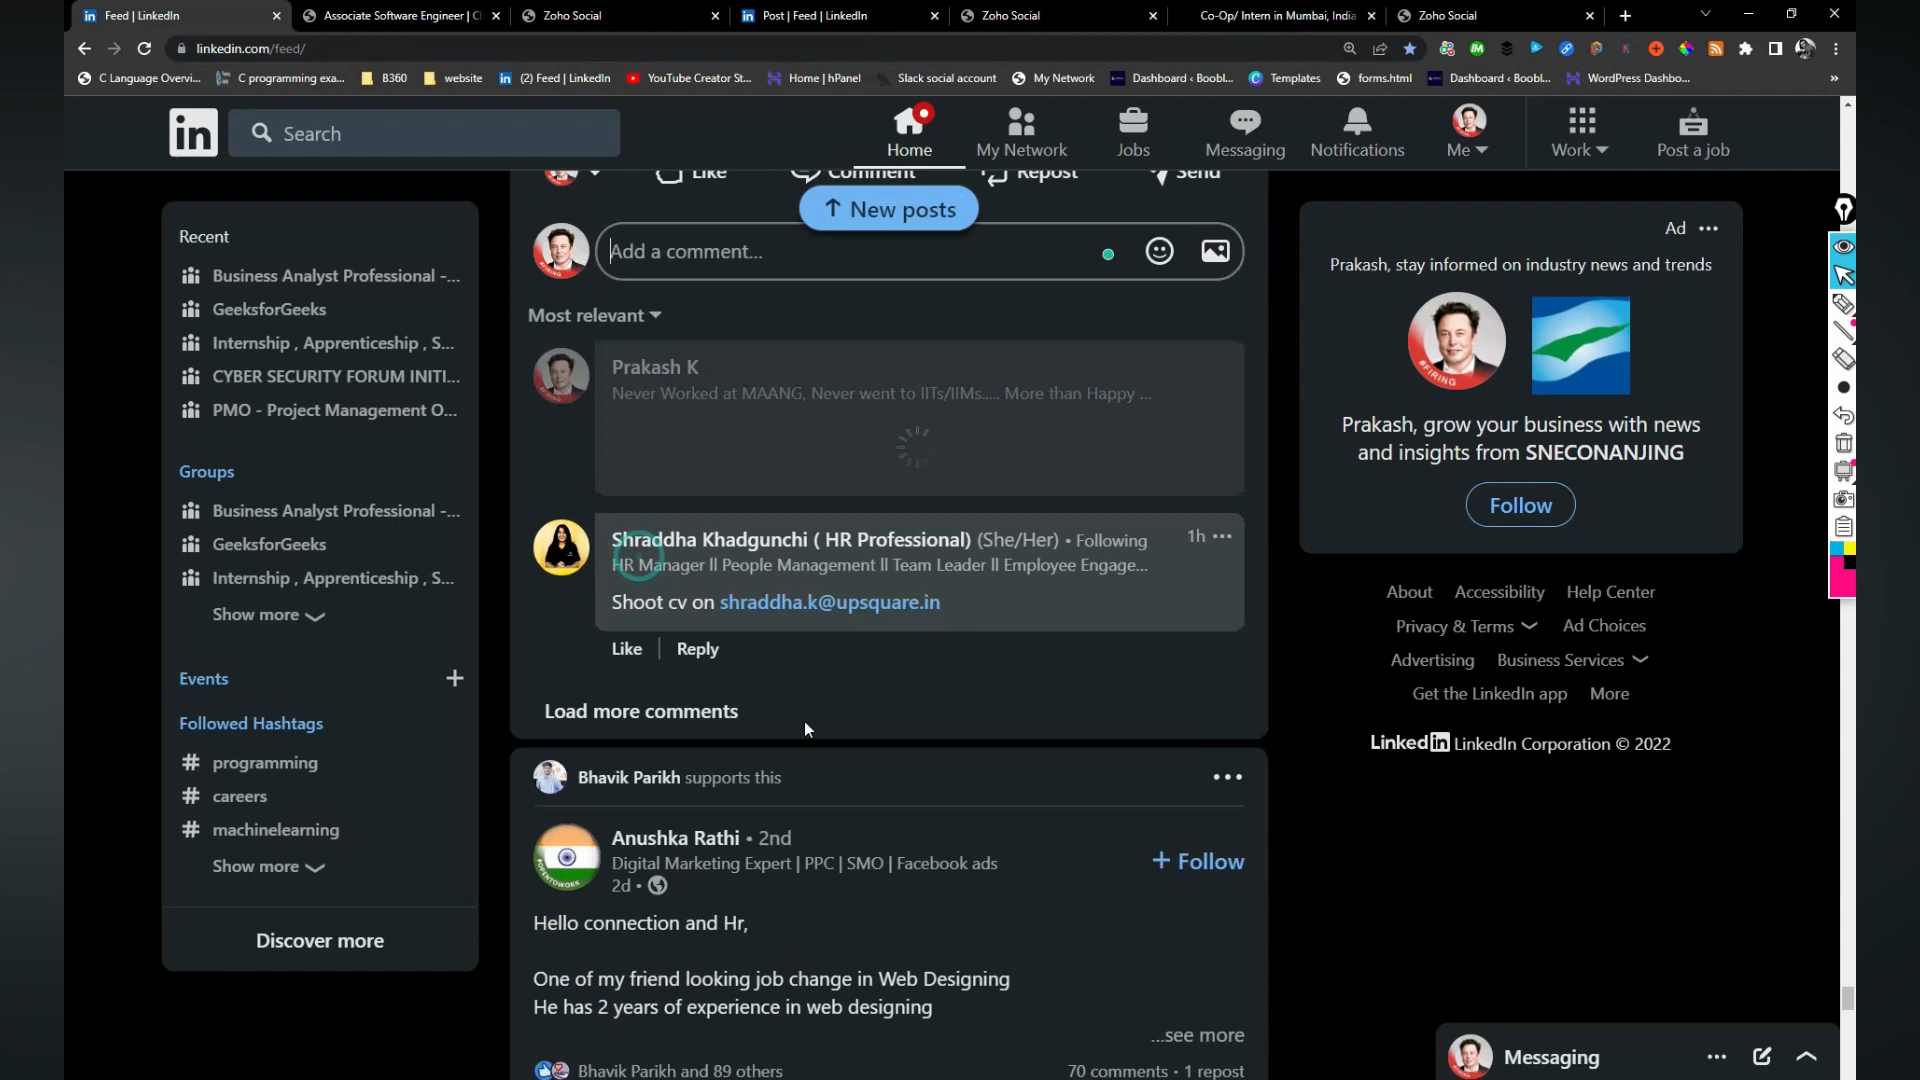 Feed | LinkedIn
Associate Software Engineer | C
Zoho Social
Post | Feed | LinkedIn
Zoho Social
Co-Op/ Intern in Mumbai, India
Zoho Social
linkedin.com/feed/
C Language Overvi...
C programming exa...
B360
website
(2) Feed | LinkedIn
YouTube Creator St...
Home | hPanel
Slack social account
My Network
Dashboard ‹Boobl...
Templates
forms.html
Dashboard ‹ Boobl...
WordPress Dashbo...
»
in
Search
Home
My Network
Jobs
Messaging
Notifications
Me
Work
Post a job
Recent
Business Analyst Professional -...
GeeksforGeeks
Internship , Apprenticeship , S...
CYBER SECURITY FORUM INITI...
PMO - Project Management O...
Groups
Business Analyst Professional -...
GeeksforGeeks
Internship , Apprenticeship , S...
Show more
Events
Followed Hashtags
# programming
# careers
# machinelearning
Show more
Discover more
Like
Comment
Repost
Send
↑ New posts
Add a comment...
Most relevant
Prakash K
Never Worked at MAANG, Never went to IITs/IIMs..... More than Happy ...
Shraddha Khadgunchi ( HR Professional) (She/Her) • Following
1h
HR Manager ll People Management ll Team Leader ll Employee Engage...
Shoot cv on shraddha.k@upsquare.in
Like
Reply
Load more comments
Bhavik Parikh supports this
Anushka Rathi • 2nd
Digital Marketing Expert | PPC | SMO | Facebook ads
2d •
+ Follow
#OPENTOWORK
Hello connection and Hr,
One of my friend looking job change in Web Designing
He has 2 years of experience in web designing
...see more
Bhavik Parikh and 89 others
70 comments • 1 repost
Ad
Prakash, stay informed on industry news and trends
#FIRING
Prakash, grow your business with news
and insights from SNECONANJING
Follow
About
Accessibility
Help Center
Privacy & Terms
Ad Choices
Advertising
Business Services
Get the LinkedIn app
More
LinkedIn LinkedIn Corporation © 2022
Messaging